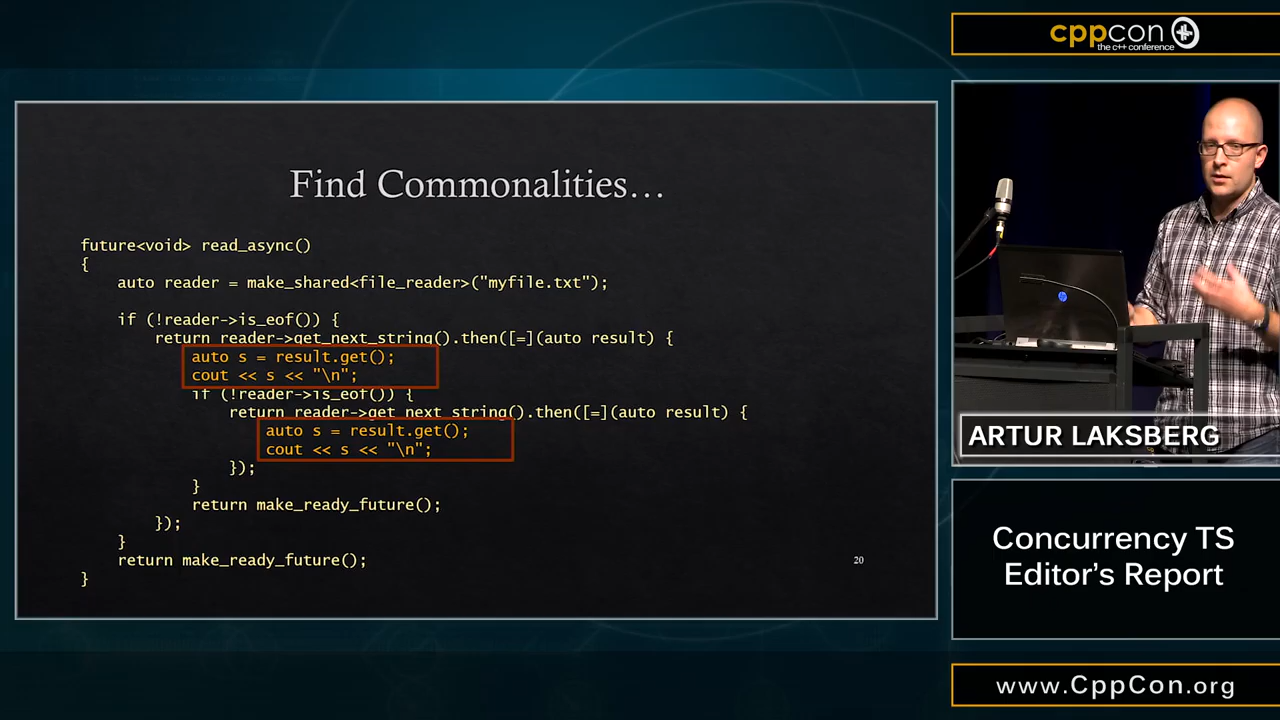 cppcon
the c++ conference
Find Commonalities...
future<void> read_async()
{
    auto reader = make_shared<file_reader>("myfile.txt");
    if (!reader->is_eof()) {
        return reader->get_next_string().then([=](auto result) {
            auto s = result.get();
            cout << s << "\n";
            if (!reader->is_eof()) {
                return reader->get_next_string().then([=](auto result) {
                    auto s = result.get();
                    cout << s << "\n";
                });
            }
            return make_ready_future();
        });
    }
    return make_ready_future();
}
20
ARTUR LAKSBERG
Concurrency TS
Editor's Report
www.CppCon.org